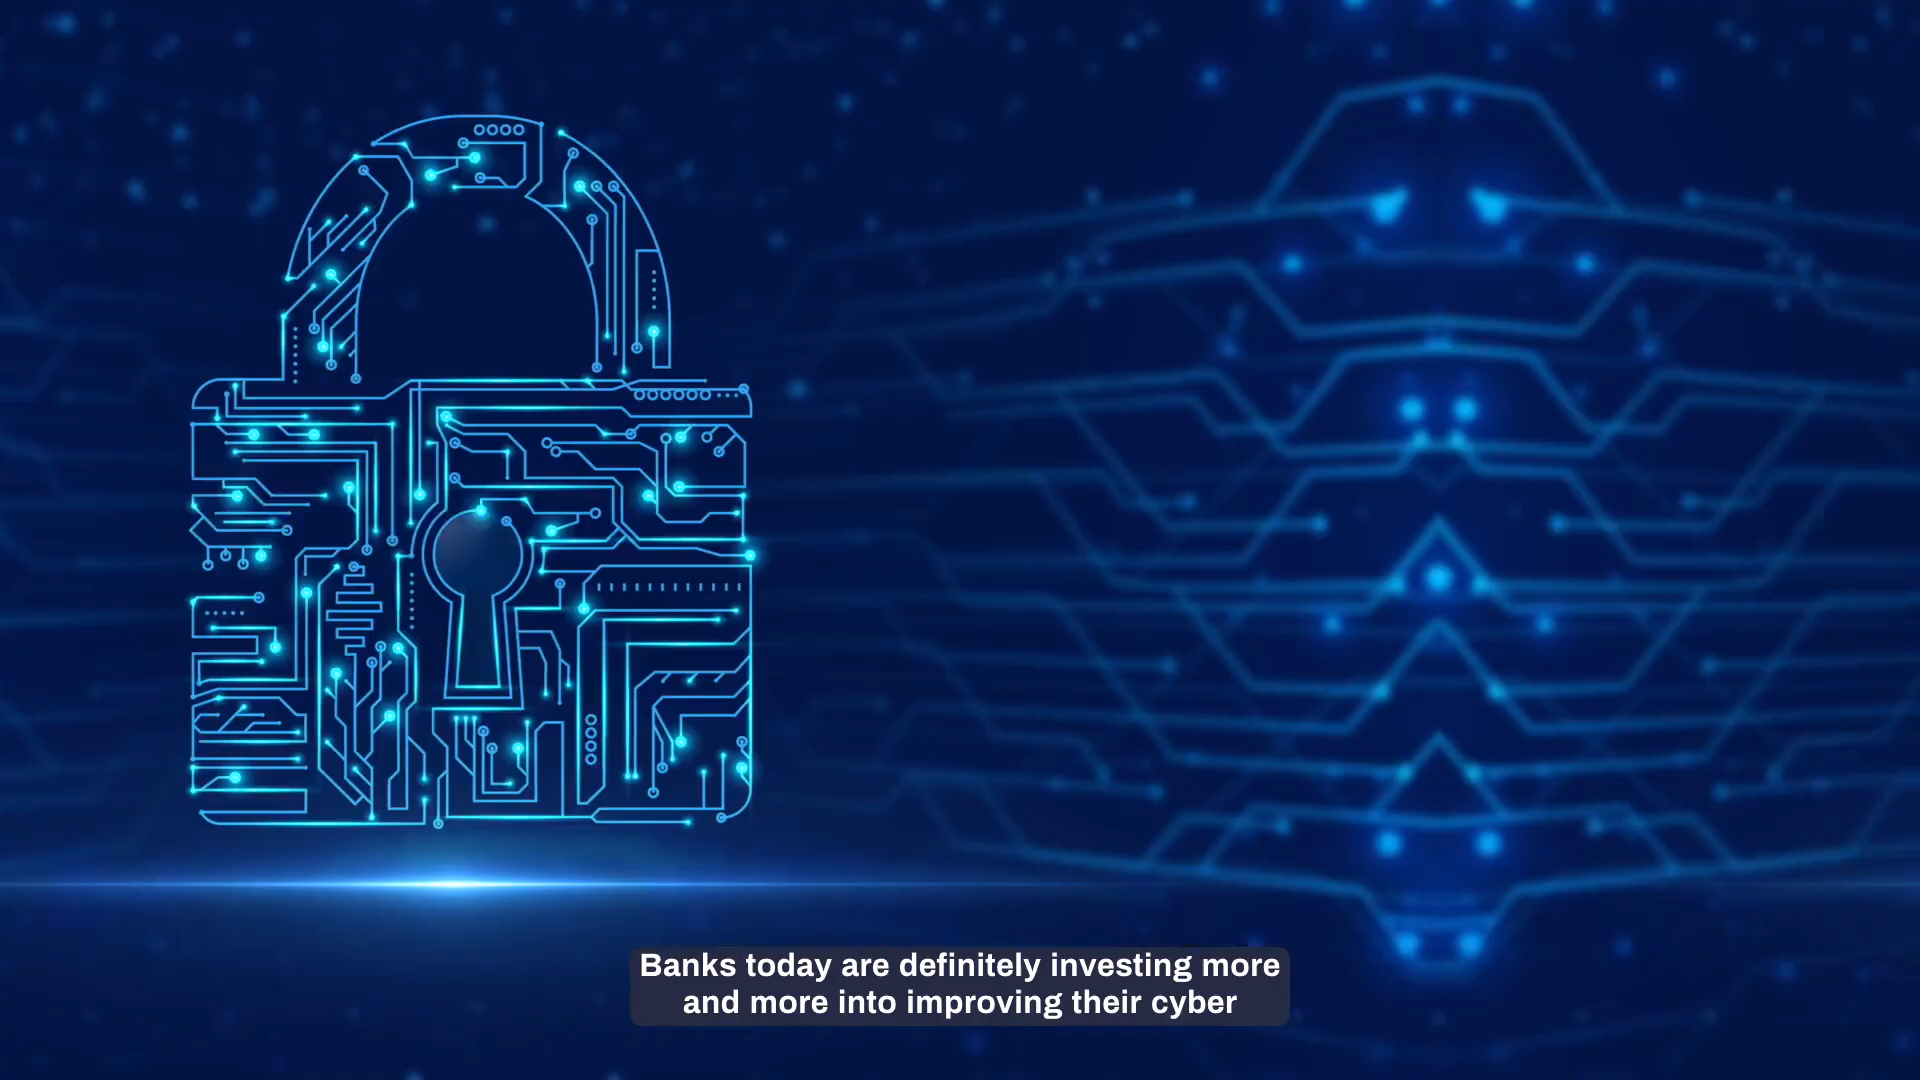 Banks today are definitely investing more
and more into improving their cyber